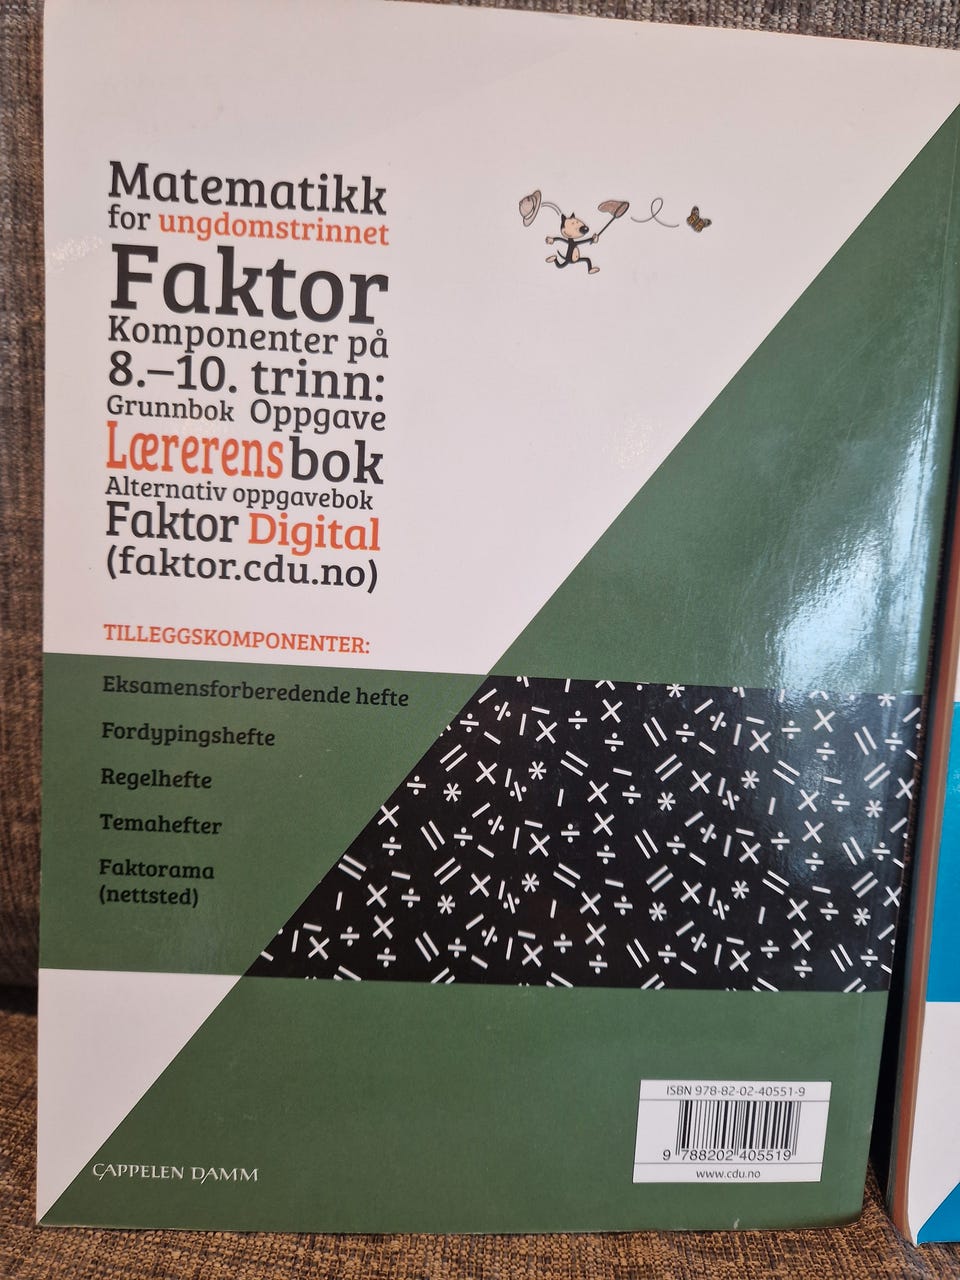 Matematikk
for ungdomstrinnet
Faktor
Komponenter på
8.–10. trinn:
Grunnbok Oppgave
Lærerens bok
Alternativ oppgavebok
Faktor Digital
(faktor.cdu.no)
TILLEGGSKOMPONENTER:
Eksamensforberedende hefte
Fordypingshefte
Regelhefte
Temahefter
Faktorama
(nettsted)
CAPPELEN DAMM
ISBN 978-82-02-40551-9
9 788202 405519
www.cdu.no